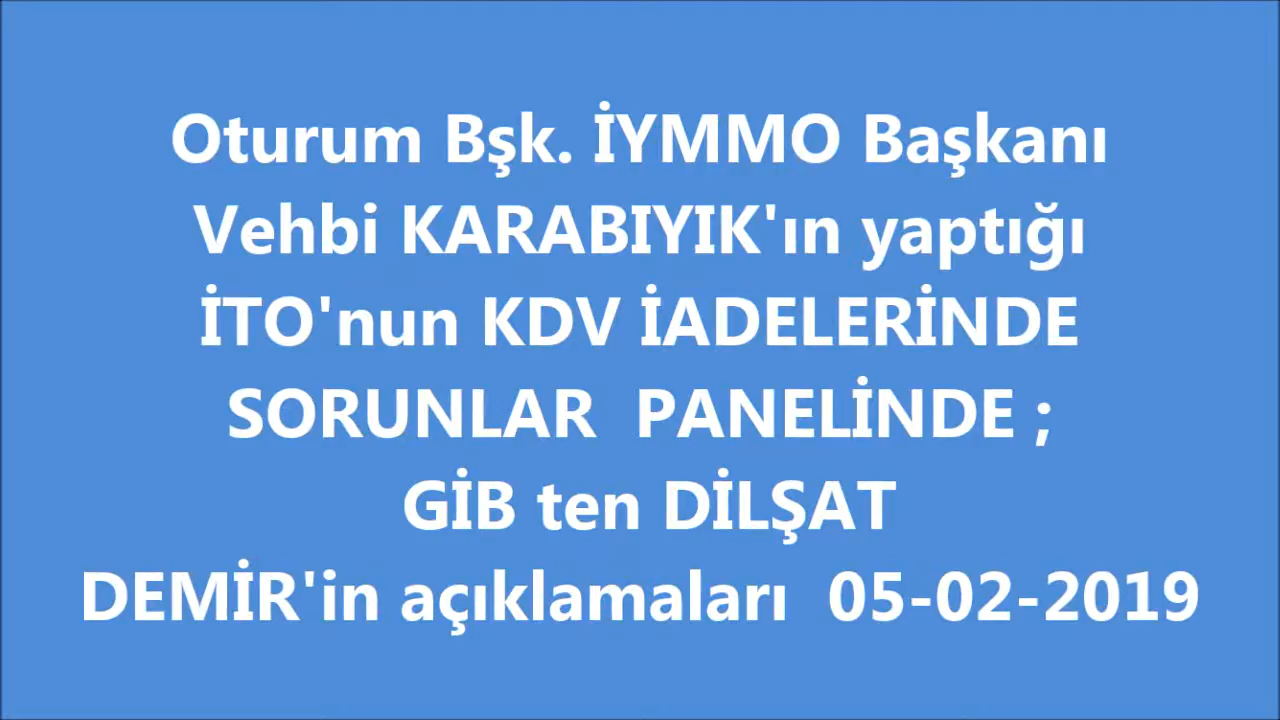 Oturum Bşk. İYMMO Başkanı
Vehbi KARABIYIK'ın yaptığı
İTO'nun KDV İADELERİNDE
SORUNLAR  PANELİNDE ;
GİB ten DİLŞAT
DEMİR'in açıklamaları  05-02-2019